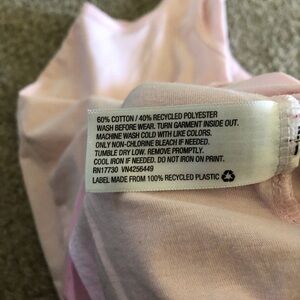 60% COTTON / 40% RECYCLED POLYESTER
WASH BEFORE WEAR. TURN GARMENT INSIDE OUT.
MACHINE WASH COLD WITH LIKE COLORS.
ONLY NON-CHLORINE BLEACH IF NEEDED.
TUMBLE DRY LOW. REMOVE PROMPTLY.
COOL IRON IF NEEDED. DO NOT IRON ON PRINT.
RN17730 VN4256449
LABEL MADE FROM 100% RECYCLED PLASTIC